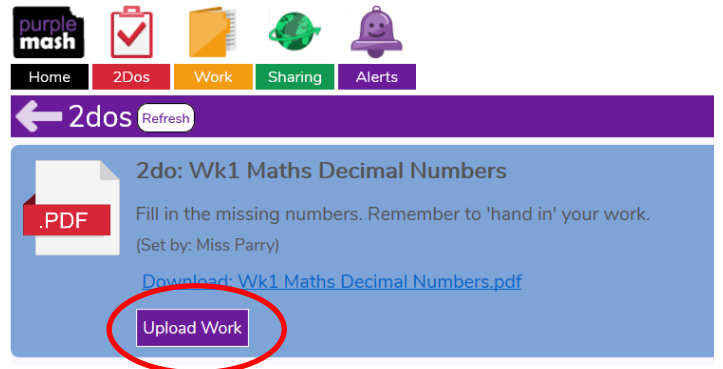 purple
mash
Home 2Dos Work Sharing Alerts
2dos Refresh
2do: Wk1 Maths Decimal Numbers
.PDF
Fill in the missing numbers. Remember to 'hand in' your work.
(Set by: Miss Parry)
Download: Wk1 Maths Decimal Numbers.pdf
Upload Work